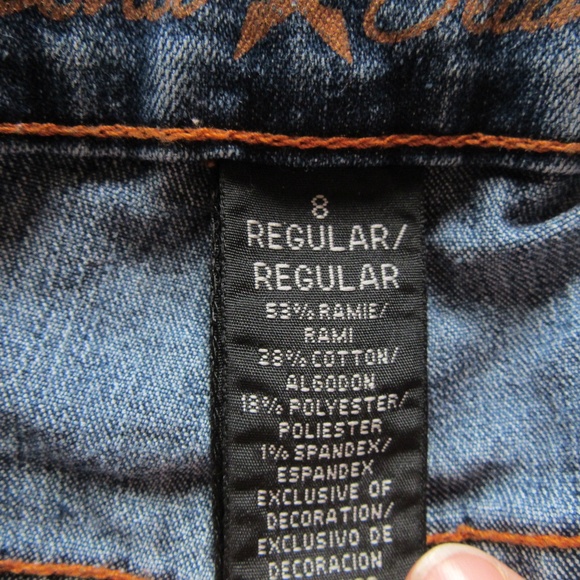 8
REGULAR/
REGULAR
53% RAMIE/
RAMI
28% COTTON/
ALGODON
18% POLYESTER/
POLIESTER
1% SPANDEX/
ESPANDEX
EXCLUSIVE OF
DECORATION/
EXCLUSIVO DE
DECORACION